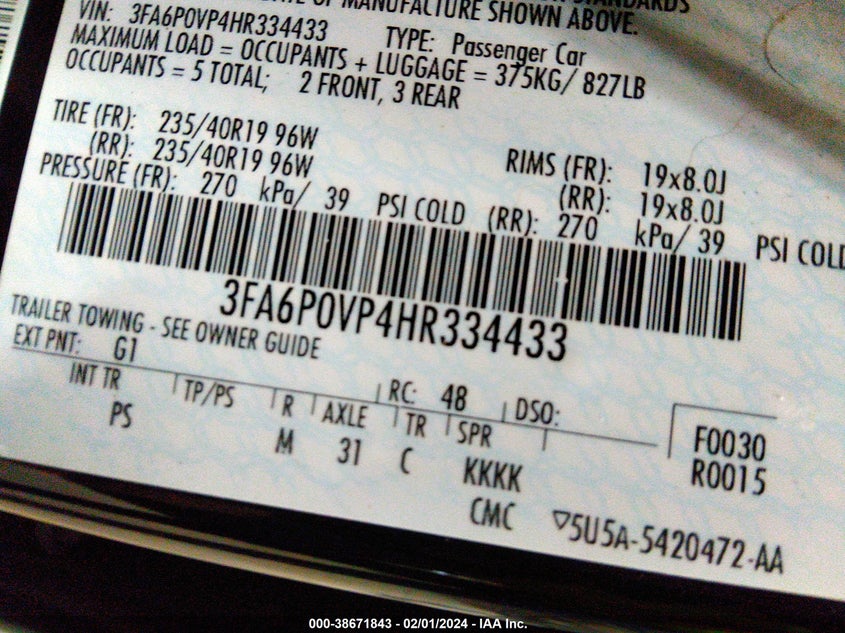 OF MANUFACTURE SHOWN ABOVE.
VIN: 3FA6P0VP4HR334433 TYPE: Passenger Car
MAXIMUM LOAD = OCCUPANTS + LUGGAGE = 375KG/ 827LB
OCCUPANTS = 5 TOTAL; 2 FRONT, 3 REAR
TIRE (FR): 235/40R19 96W RIMS (FR): 19x8.0J
(RR): 235/40R19 96W (RR): 19x8.0J
PRESSURE (FR): 270 kPa/ 39 PSI COLD (RR): 270 kPa/ 39 PSI COLD
3FA6P0VP4HR334433
TRAILER TOWING - SEE OWNER GUIDE
EXT PNT: G1 RC: 48 DSO:
INT TR TP/PS R AXLE TR SPR F0030
PS M 31 C KKKK R0015
CMC ▽5U5A-5420472-AA
000-38671843 - 02/01/2024 - IAA Inc.